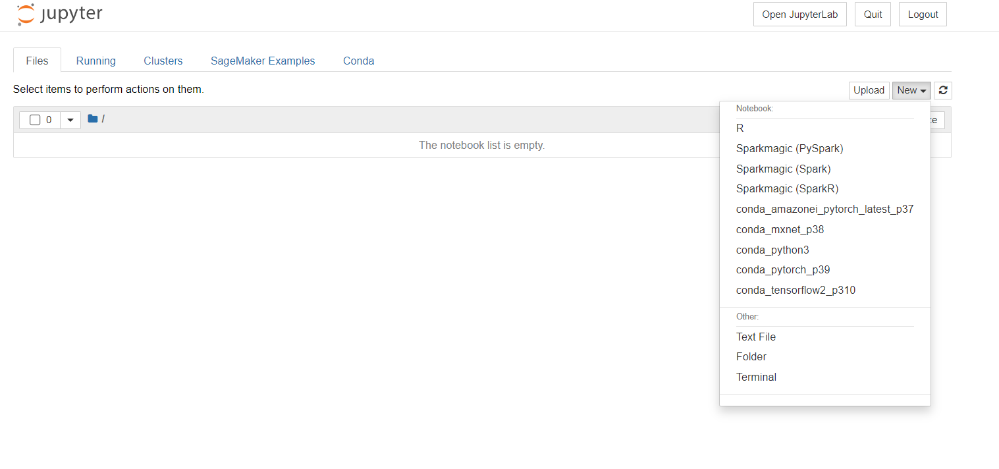 jupyter
Open JupyterLab Quit Logout
Files Running Clusters SageMaker Examples Conda
Select items to perform actions on them.
Upload New
0 /
The notebook list is empty.
Notebook:
R
Sparkmagic (PySpark)
Sparkmagic (Spark)
Sparkmagic (SparkR)
conda_amazonei_pytorch_latest_p37
conda_mxnet_p38
conda_python3
conda_pytorch_p39
conda_tensorflow2_p310
Other:
Text File
Folder
Terminal